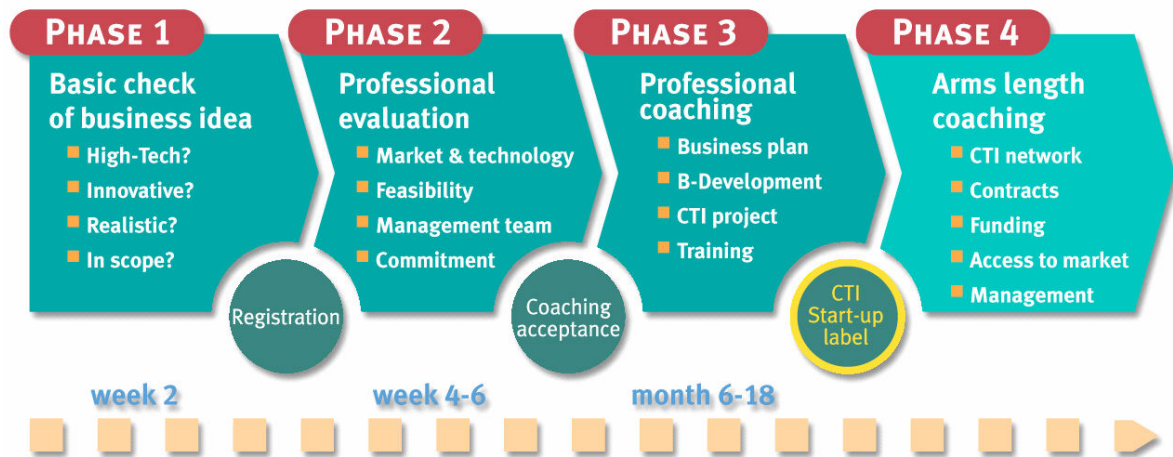 PHASE 1
Basic check
of business idea
High-Tech?
Innovative?
Realistic?
In scope?
Registration
PHASE 2
Professional
evaluation
Market & technology
Feasibility
Management team
Commitment
Coaching
acceptance
PHASE 3
Professional
coaching
Business plan
B-Development
CTI project
Training
CTI
Start-up
label
PHASE 4
Arms length
coaching
CTI network
Contracts
Funding
Access to market
Management
week 2
week 4-6
month 6-18